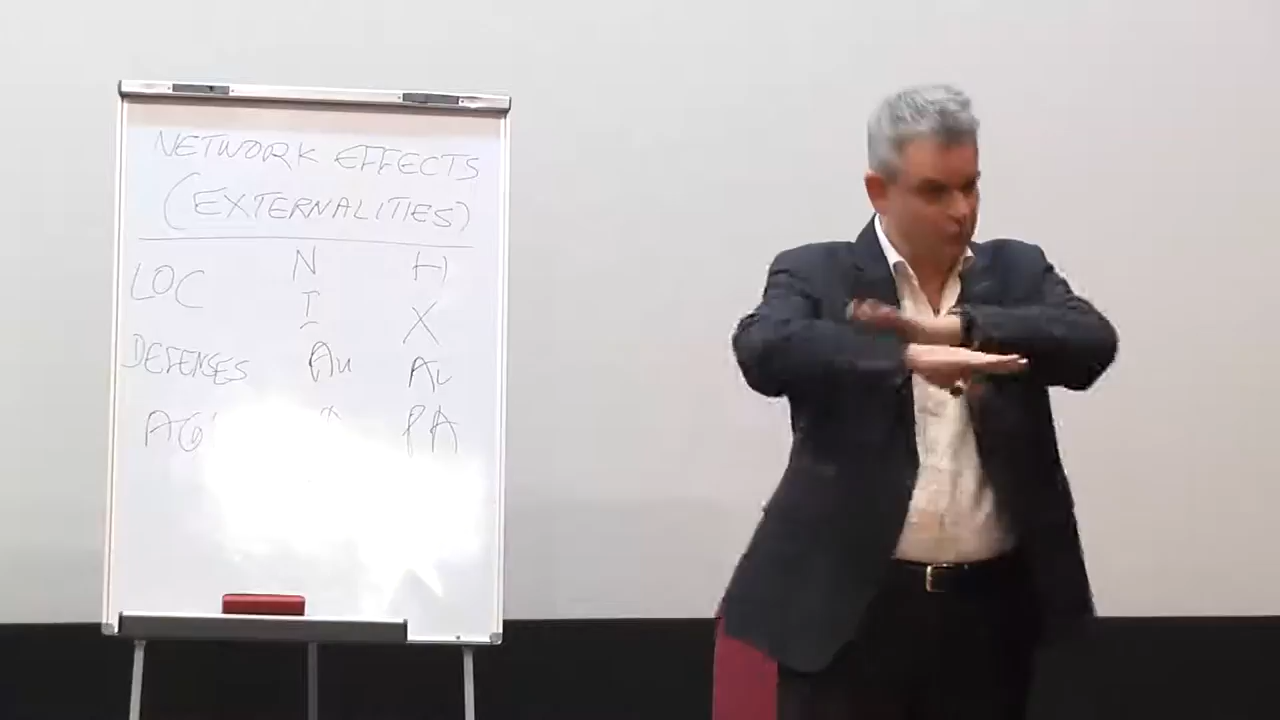 NETWORK EFFECTS
(EXTERNALITIES)
LOC N H
I X
DEFENSES Au AL
PA